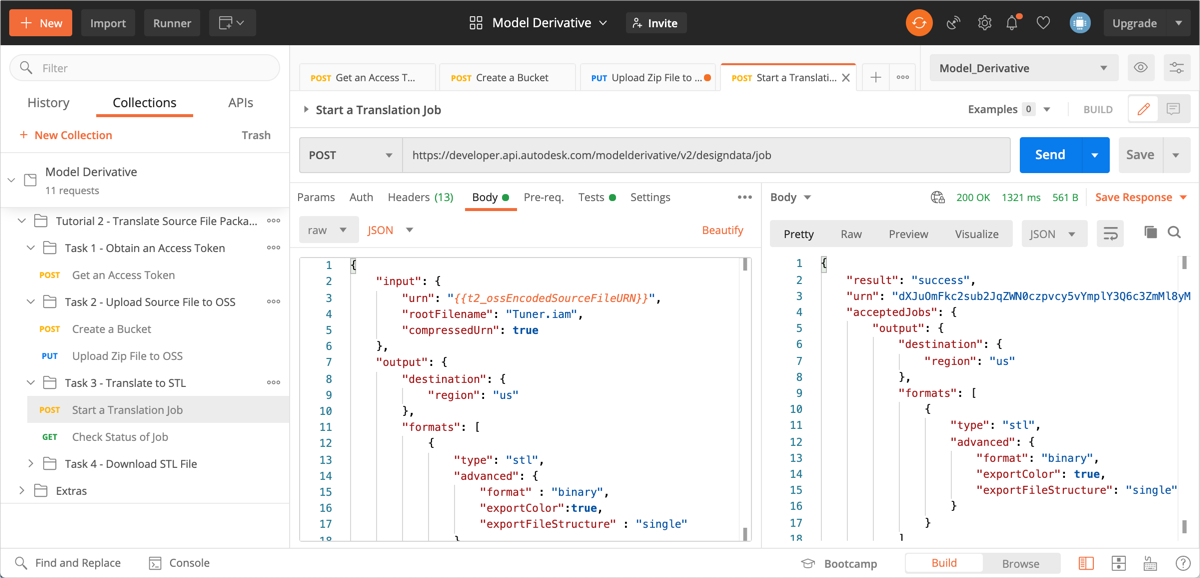 New
Import
Runner
Model Derivative
Invite
Upgrade
Filter
History
Collections
APIs
+ New Collection
Trash
Model Derivative
11 requests
Tutorial 2 - Translate Source File Packa...
Task 1 - Obtain an Access Token
POST Get an Access Token
Task 2 - Upload Source File to OSS
POST Create a Bucket
PUT Upload Zip File to OSS
Task 3 - Translate to STL
POST Start a Translation Job
GET Check Status of Job
Task 4 - Download STL File
Extras
POST Get an Access T...
POST Create a Bucket
PUT Upload Zip File to ...
POST Start a Translati...
Model_Derivative
Start a Translation Job
Examples 0
BUILD
POST
https://developer.api.autodesk.com/modelderivative/v2/designdata/job
Send
Save
Params
Auth
Headers (13)
Body
Pre-req.
Tests
Settings
raw
JSON
Beautify
1 {
2 "input": {
3 "urn": "{{t2_ossEncodedSourceFileURN}}",
4 "rootFilename": "Tuner.iam",
5 "compressedUrn": true
6 },
7 "output": {
8 "destination": {
9 "region": "us"
10 },
11 "formats": [
12 {
13 "type": "stl",
14 "advanced": {
15 "format" : "binary",
16 "exportColor":true,
17 "exportFileStructure" : "single"
18 }
Body
200 OK
1321 ms
561 B
Save Response
Pretty
Raw
Preview
Visualize
JSON
1 {
2 "result": "success",
3 "urn": "dXJuOmFkc2sub2JqZWN0czpvcy5vYmplY3Q6c3ZmMl8yM
4 "acceptedJobs": {
5 "output": {
6 "destination": {
7 "region": "us"
8 },
9 "formats": [
10 {
11 "type": "stl",
12 "advanced": {
13 "format": "binary",
14 "exportColor": true,
15 "exportFileStructure": "single"
16 }
17 }
18 ]
Find and Replace
Console
Bootcamp
Build
Browse